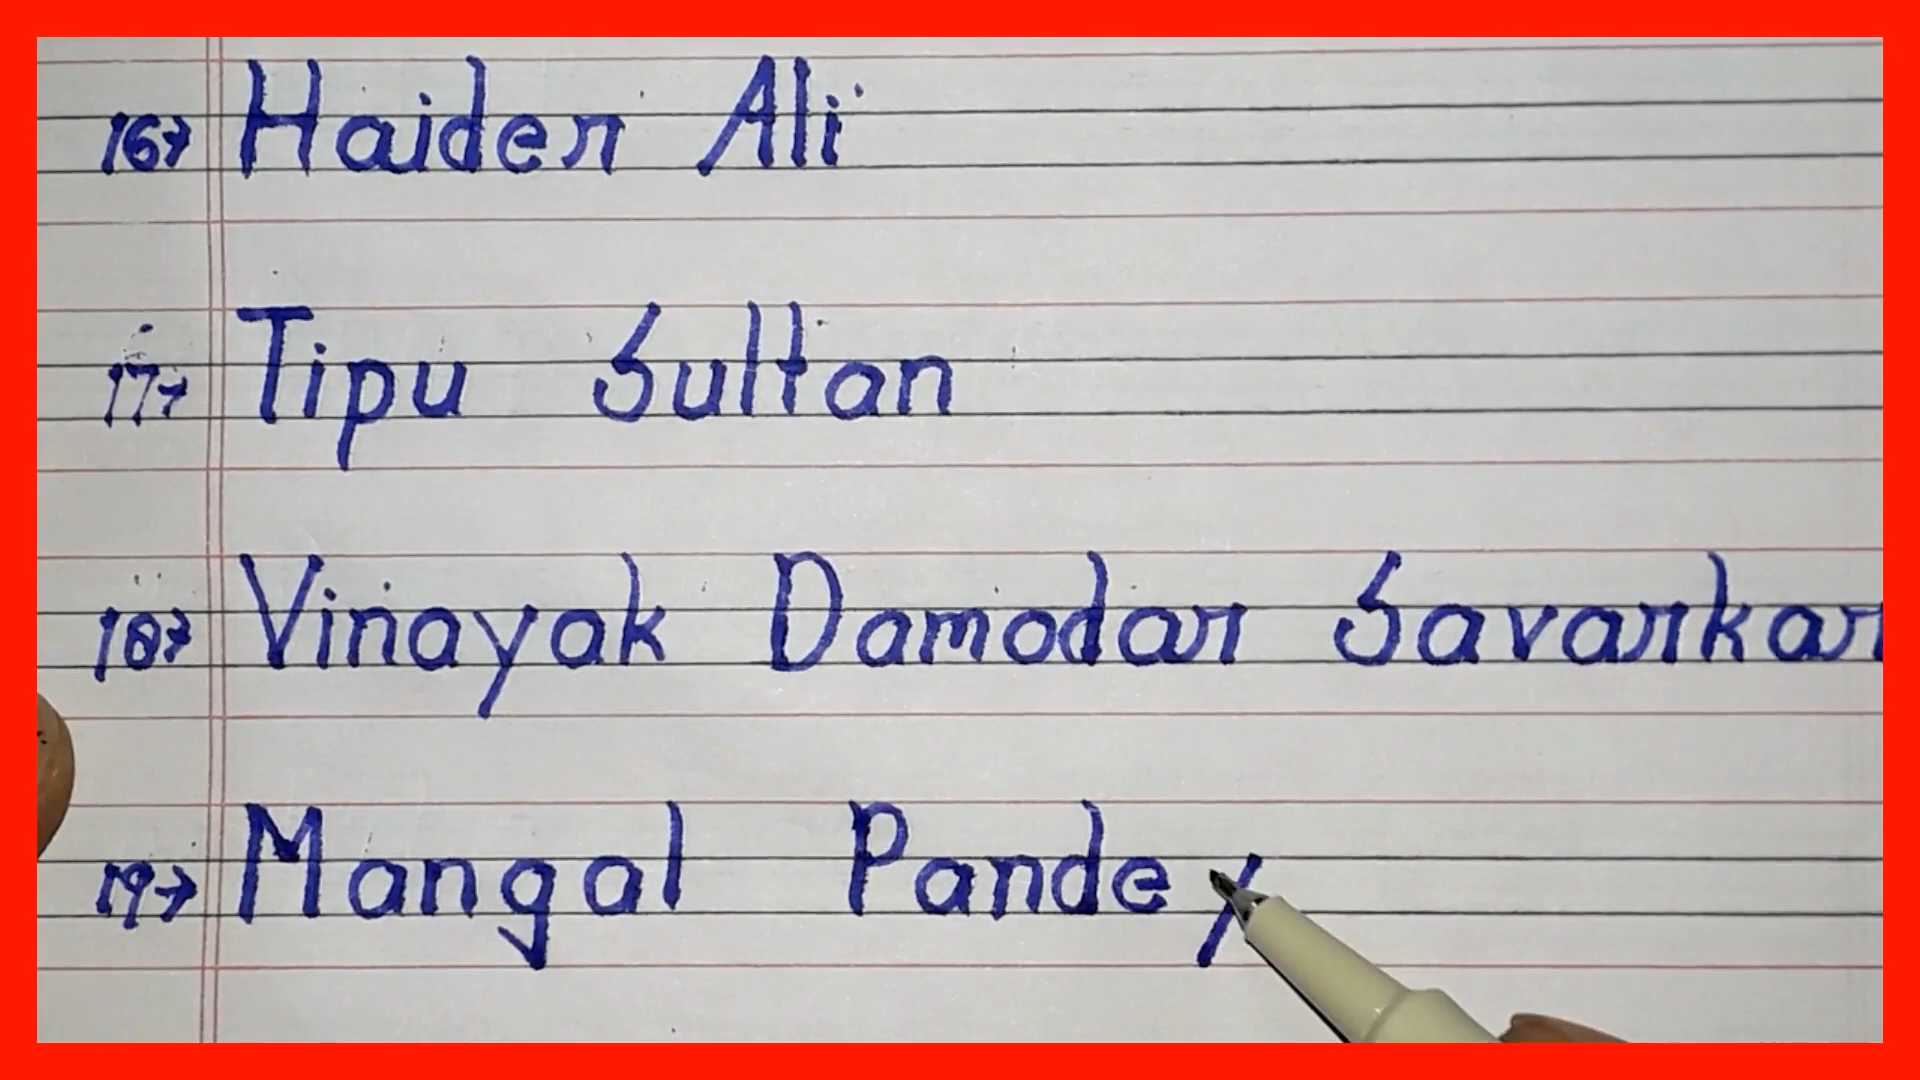 16→ Haider Ali
17→ Tipu Sultan
18→ Vinayak Damodar Savarkar
19→ Mangal Pandey